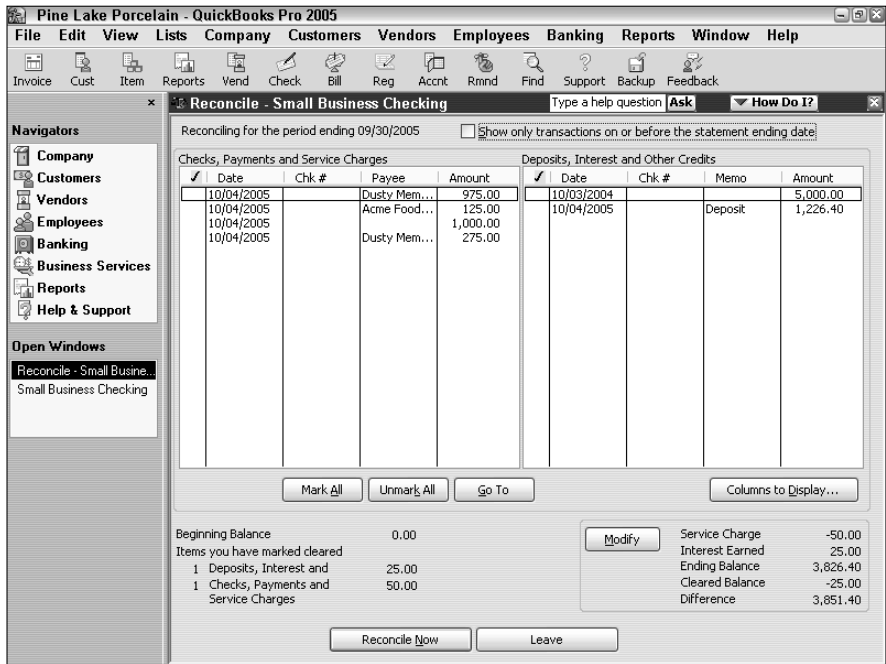 Pine Lake Porcelain - QuickBooks Pro 2005
File Edit View Lists Company Customers Vendors Employees Banking Reports Window Help
Invoice Cust Item Reports Vend Check Bill Reg Accnt Rmnd Find Support Backup Feedback
Reconcile - Small Business Checking Type a help question Ask How Do I?
Navigators
Company
Customers
Vendors
Employees
Banking
Business Services
Reports
Help & Support
Open Windows
Reconcile - Small Busine...
Small Business Checking
Reconciling for the period ending 09/30/2005 Show only transactions on or before the statement ending date
Checks, Payments and Service Charges
Date Chk # Payee Amount
10/04/2005 Dusty Mem... 975.00
10/04/2005 Acme Food... 125.00
10/04/2005 1,000.00
10/04/2005 Dusty Mem... 275.00
Deposits, Interest and Other Credits
Date Chk # Memo Amount
10/03/2004 5,000.00
10/04/2005 Deposit 1,226.40
Mark All Unmark All Go To Columns to Display...
Beginning Balance 0.00
Items you have marked cleared
1 Deposits, Interest and 25.00
1 Checks, Payments and 50.00
Service Charges
Modify
Service Charge -50.00
Interest Earned 25.00
Ending Balance 3,826.40
Cleared Balance -25.00
Difference 3,851.40
Reconcile Now Leave